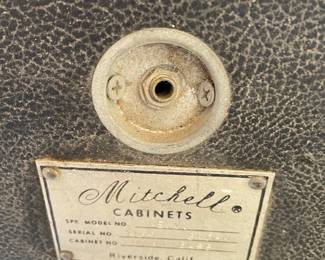 Mitchell®
CABINETS
SPK. MODEL NO
SERIAL NO
CABINET NO
Riverside Calif